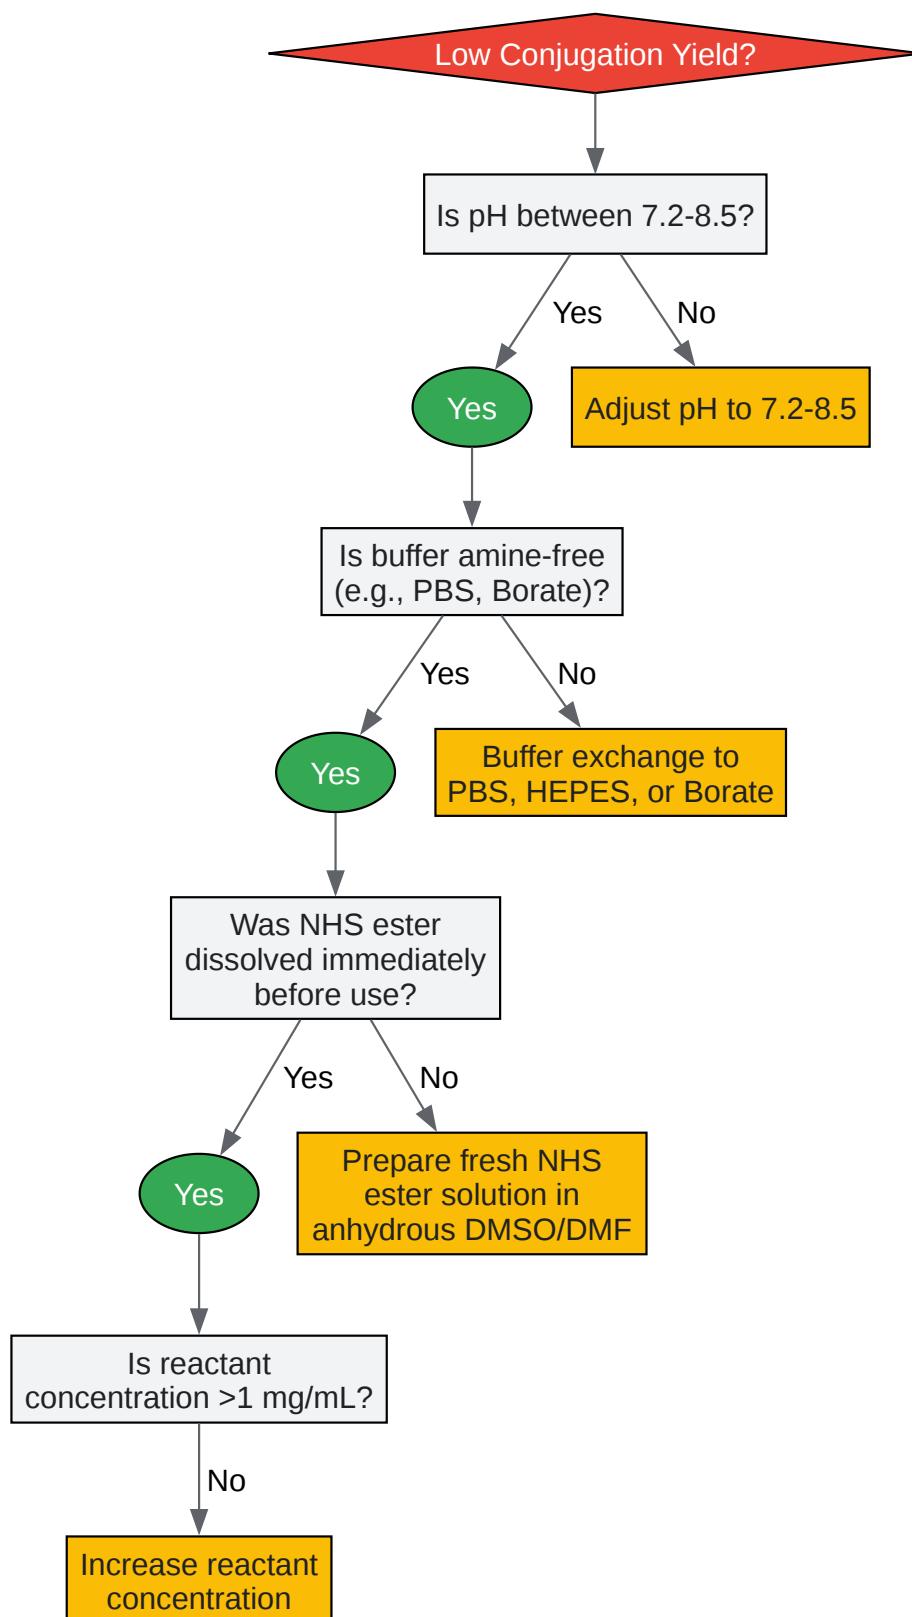 Low Conjugation Yield?
Is pH between 7.2-8.5?
Yes
No
Yes
Adjust pH to 7.2-8.5
Is buffer amine-free
(e.g., PBS, Borate)?
Yes
No
Yes
Buffer exchange to
PBS, HEPES, or Borate
Was NHS ester
dissolved immediately
before use?
Yes
No
Yes
Prepare fresh NHS
ester solution in
anhydrous DMSO/DMF
Is reactant
concentration >1 mg/mL?
No
Increase reactant
concentration